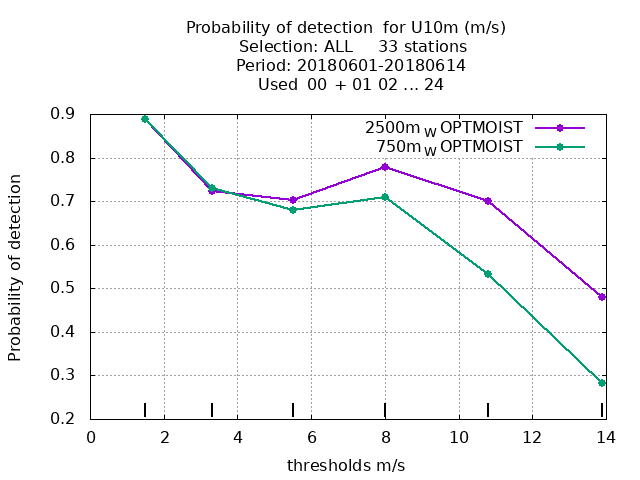 Probability of detection  for U10m (m/s)
Selection: ALL     33 stations
Period: 20180601-20180614
Used  00  + 01 02 ... 24
2500m W OPTMOIST
750m W OPTMOIST
Probability of detection
0.9
0.8
0.7
0.6
0.5
0.4
0.3
0.2
0 2 4 6 8 10 12 14
thresholds m/s